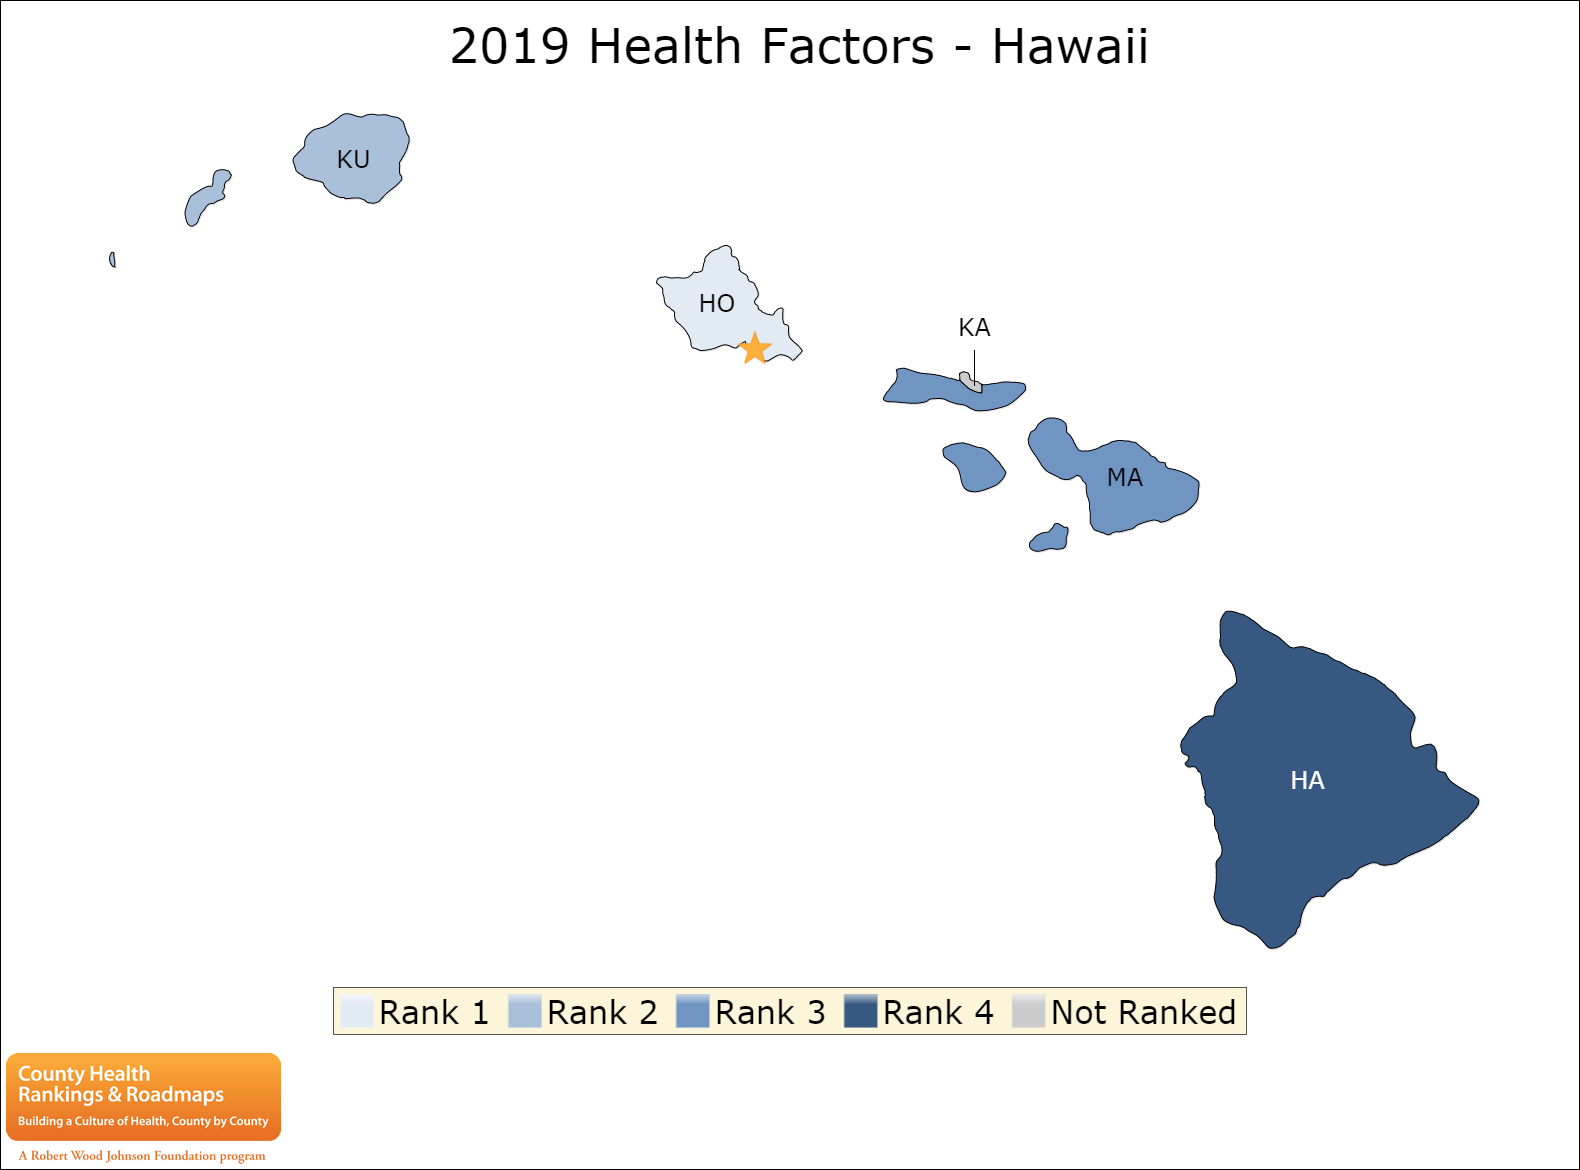 2019 Health Factors - Hawaii
KU
HO
KA
MA
HA
Rank 1 Rank 2 Rank 3 Rank 4 Not Ranked
County Health
Rankings & Roadmaps
Building a Culture of Health, County by County
A Robert Wood Johnson Foundation program